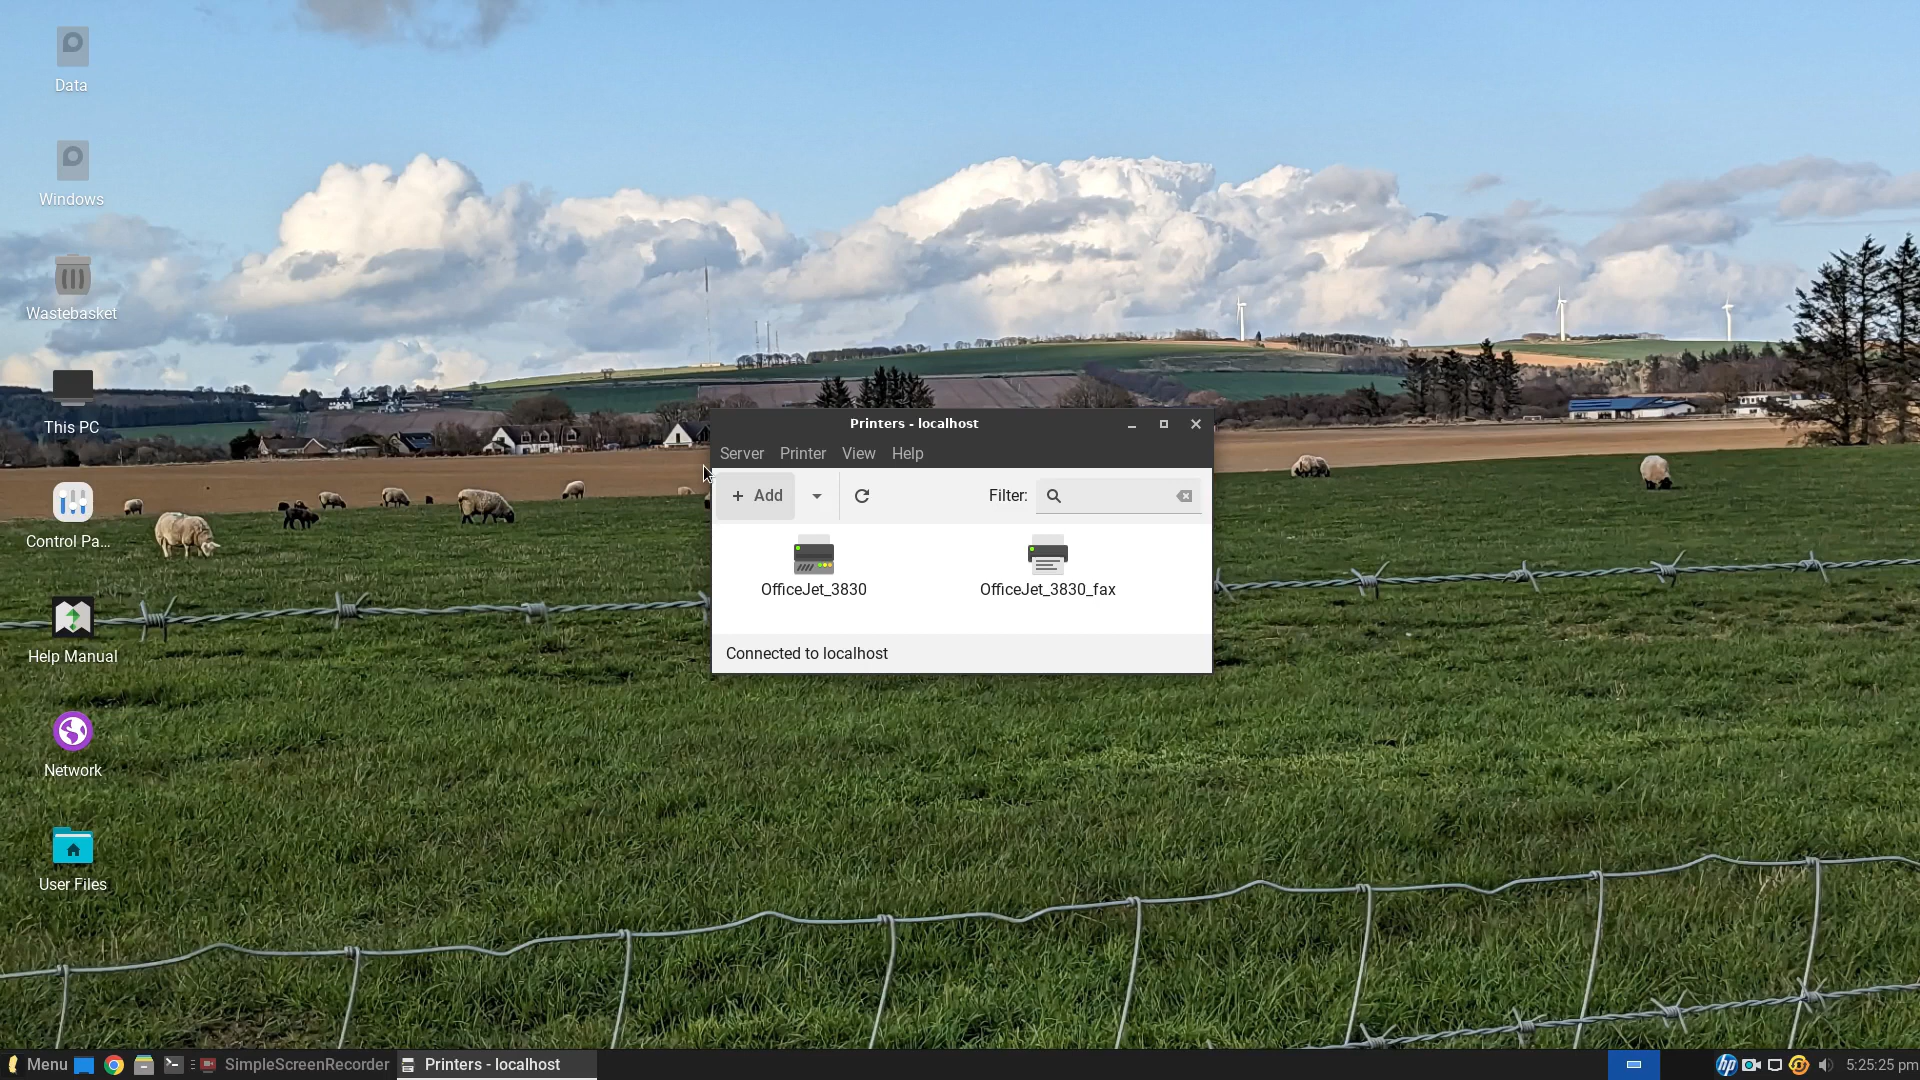 Data
Windows
Wastebasket
This PC
Control Pa...
Help Manual
Network
User Files
Printers - localhost
Server Printer View Help
Add
Filter:
OfficeJet_3830
OfficeJet_3830_fax
Connected to localhost
Menu
SimpleScreenRecorder
Printers - localhost
hp
5:25:25 pm